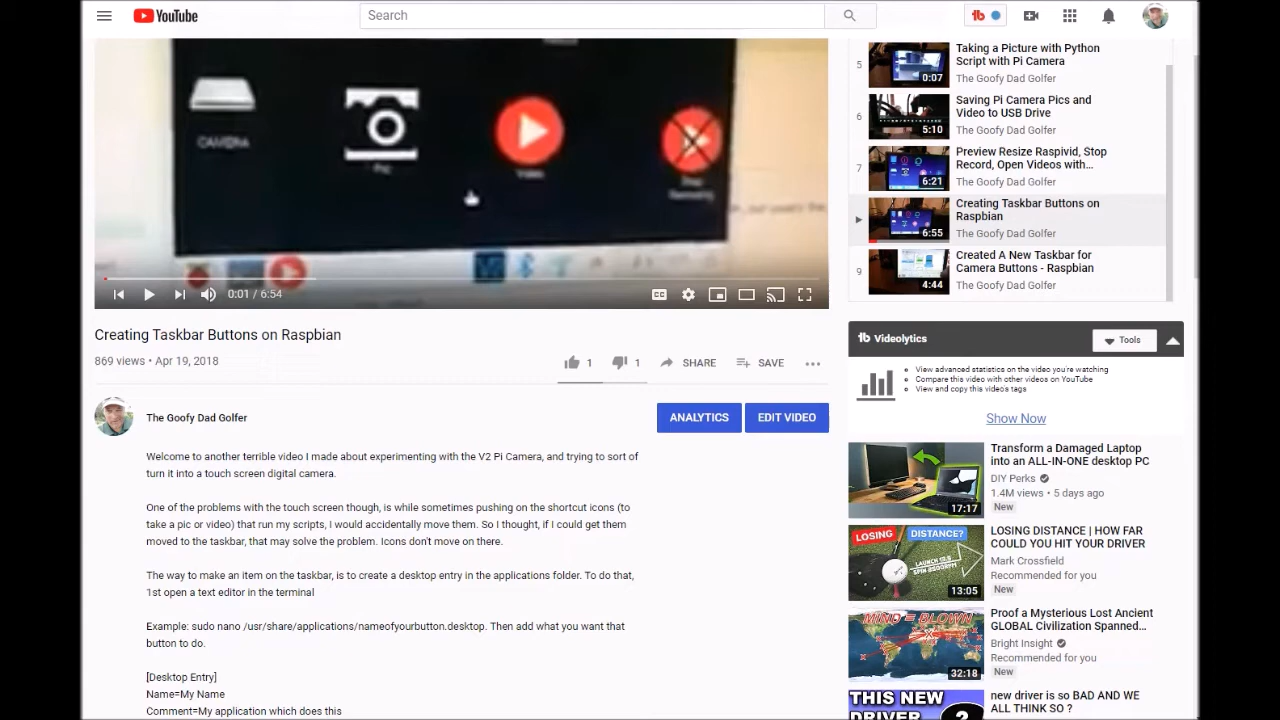 YouTube
Search
CAMERA
Pic
Video
0:01 / 6:54
CC
Creating Taskbar Buttons on Raspbian
869 views • Apr 19, 2018
1
1
SHARE
SAVE
The Goofy Dad Golfer
ANALYTICS
EDIT VIDEO
Welcome to another terrible video I made about experimenting with the V2 Pi Camera, and trying to sort of
turn it into a touch screen digital camera.
One of the problems with the touch screen though, is while sometimes pushing on the shortcut icons (to
take a pic or video) that run my scripts, I would accidentally move them. So I thought, if I could get them
moved to the taskbar, that may solve the problem. Icons don't move on there.
The way to make an item on the taskbar, is to create a desktop entry in the applications folder. To do that,
1st open a text editor in the terminal
Example: sudo nano /usr/share/applications/nameofyourbutton.desktop. Then add what you want that
button to do.
[Desktop Entry]
Name=My Name
Comment=My application which does this
5
Taking a Picture with Python
Script with Pi Camera
The Goofy Dad Golfer
0:07
6
Saving Pi Camera Pics and
Video to USB Drive
The Goofy Dad Golfer
5:10
7
Preview Resize Raspivid, Stop
Record, Open Videos with...
The Goofy Dad Golfer
6:21
Creating Taskbar Buttons on
Raspbian
The Goofy Dad Golfer
6:55
9
Created A New Taskbar for
Camera Buttons - Raspbian
The Goofy Dad Golfer
4:44
Videolytics
Tools
View advanced statistics on the video you're watching
Compare this video with other videos on YouTube
View and copy this video's tags
Show Now
Transform a Damaged Laptop
into an ALL-IN-ONE desktop PC
DIY Perks
1.4M views • 5 days ago
New
17:17
LOSING DISTANCE?
LAUNCH 12.5
SPIN 3200RPM
LOSING DISTANCE | HOW FAR
COULD YOU HIT YOUR DRIVER
Mark Crossfield
Recommended for you
New
13:05
MIND = BLOWN
Proof a Mysterious Lost Ancient
GLOBAL Civilization Spanned...
Bright Insight
Recommended for you
New
32:18
THIS NEW
DRIVER
?
new driver is so BAD AND WE
ALL THINK SO ?